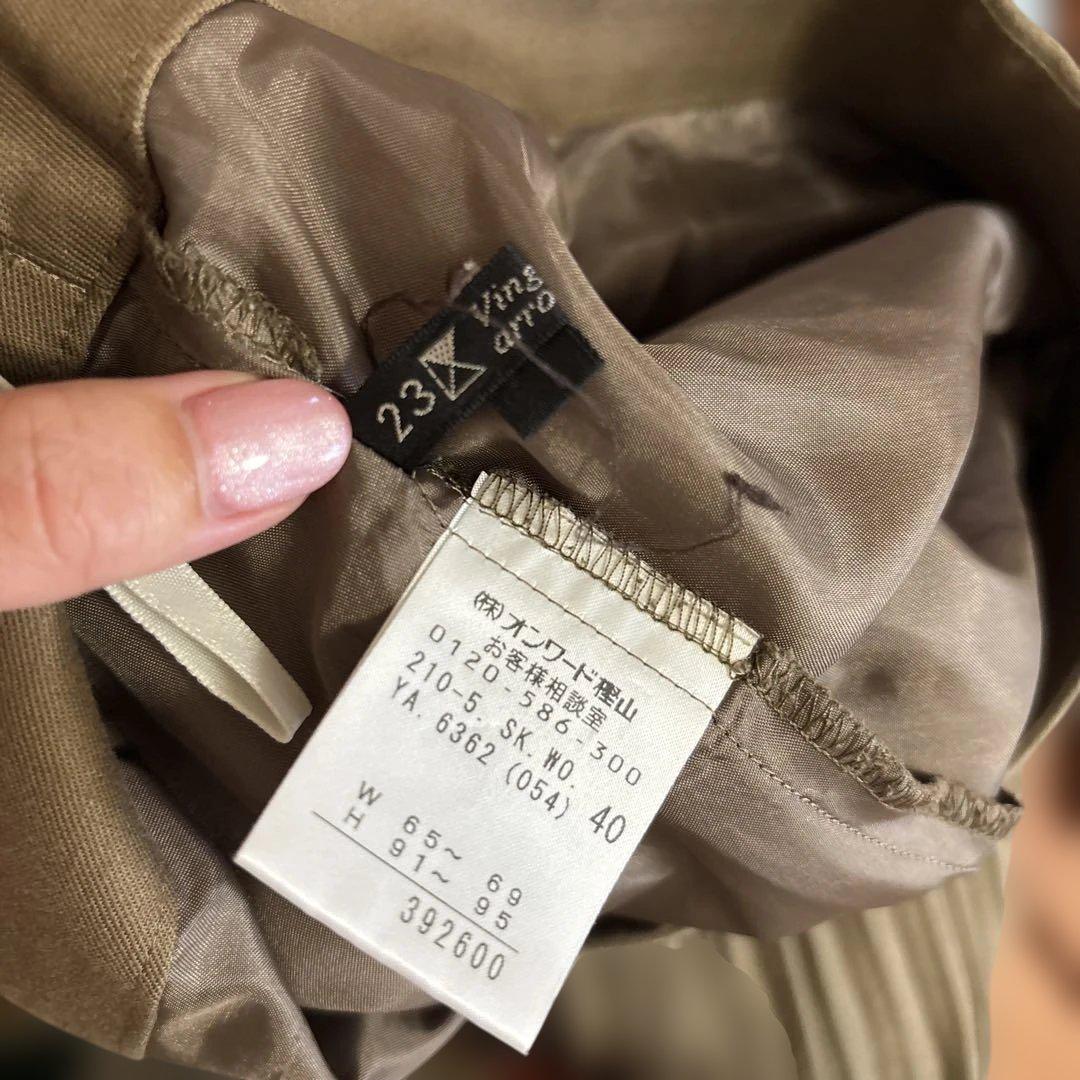 23
Ving
arro
(株)オンワード樫山
お客様相談室
0120-586-300
210-5. SK.WO.
YA. 6362 (054) 40
W 65~ 69
H 91~ 95
392600